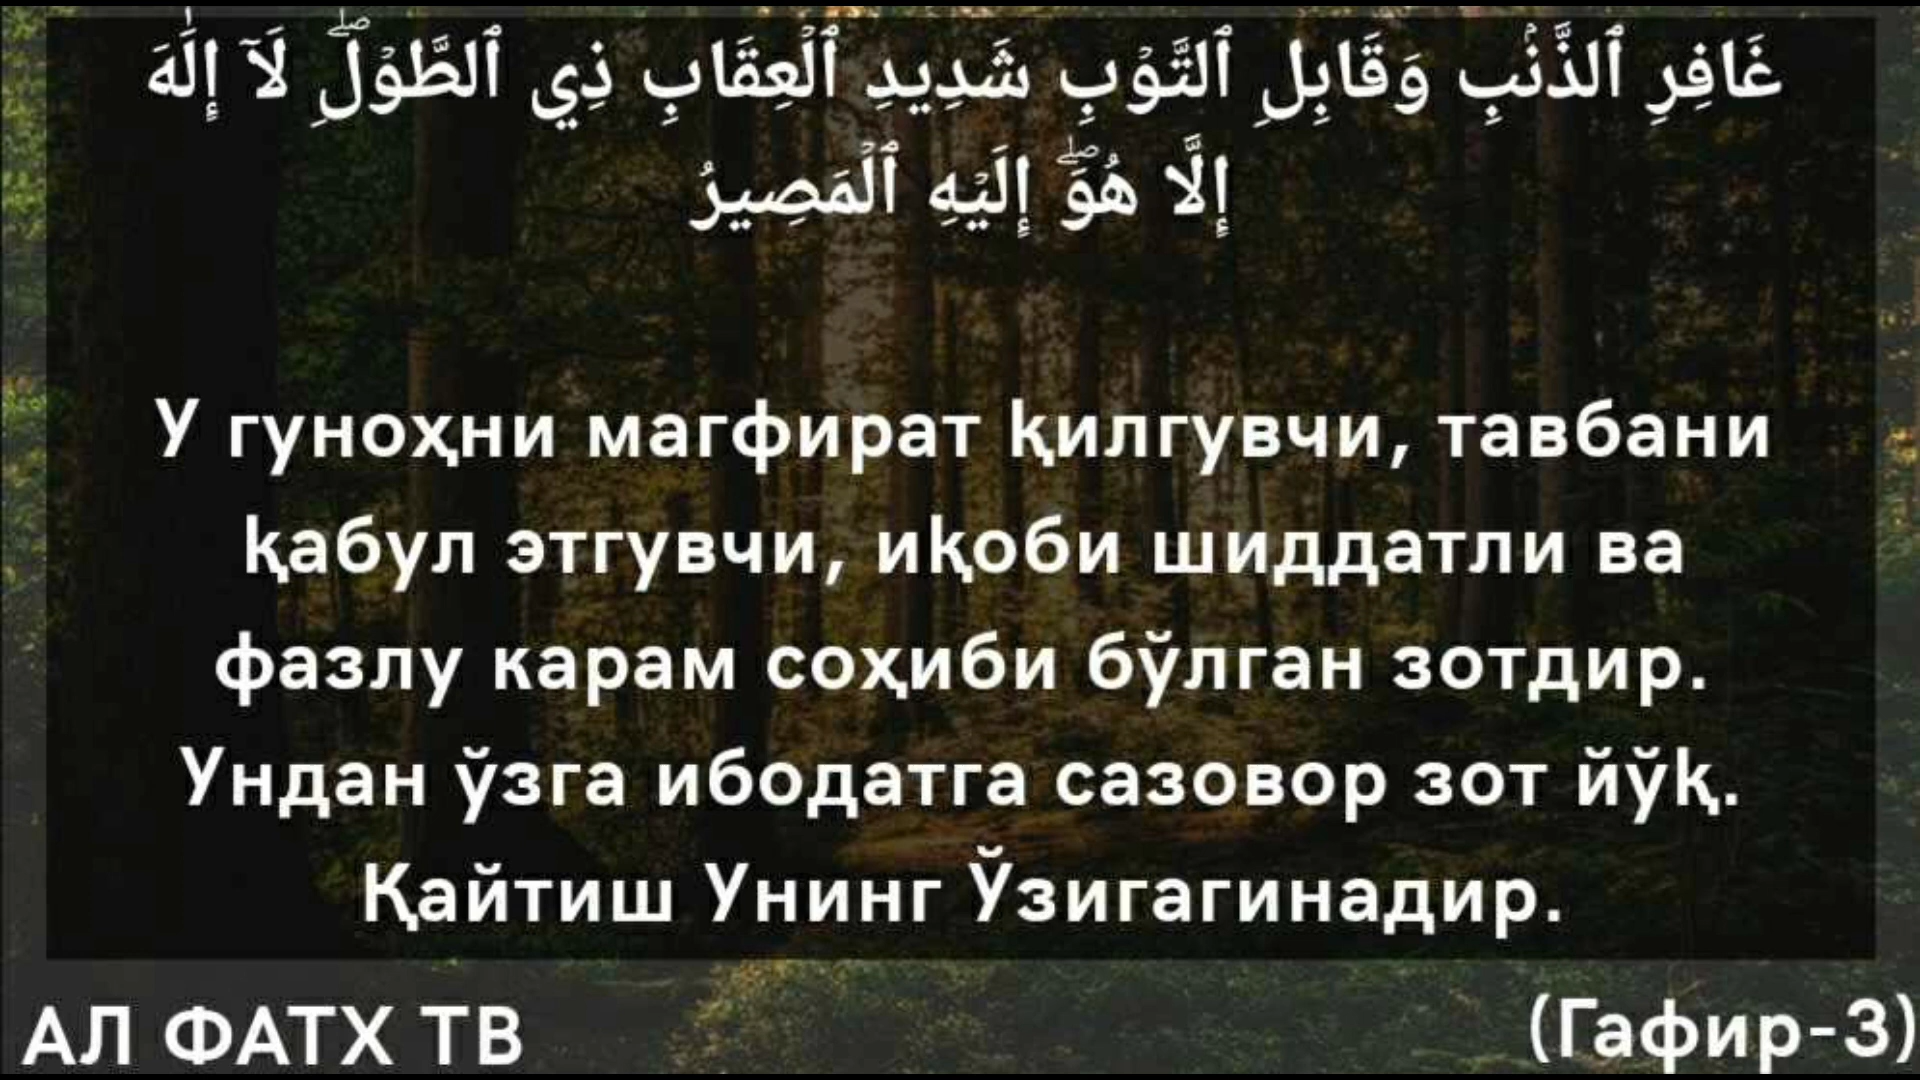 غَافِرِ ٱلذَّنۢبِ وَقَابِلِ ٱلتَّوۡبِ شَدِيدِ ٱلۡعِقَابِ ذِي ٱلطَّوۡلِۖ لَآ إِلَٰهَ
إِلَّا هُوَۖ إِلَيۡهِ ٱلۡمَصِيرُ
У гуноҳни магфират қилгувчи, тавбани
қабул этгувчи, иқоби шиддатли ва
фазлу карам соҳиби бўлган зотдир.
Ундан ўзга ибодатга сазовор зот йўқ.
Қайтиш Унинг Ўзигагинадир.
АЛ ФАТХ ТВ
(Гафир-3)